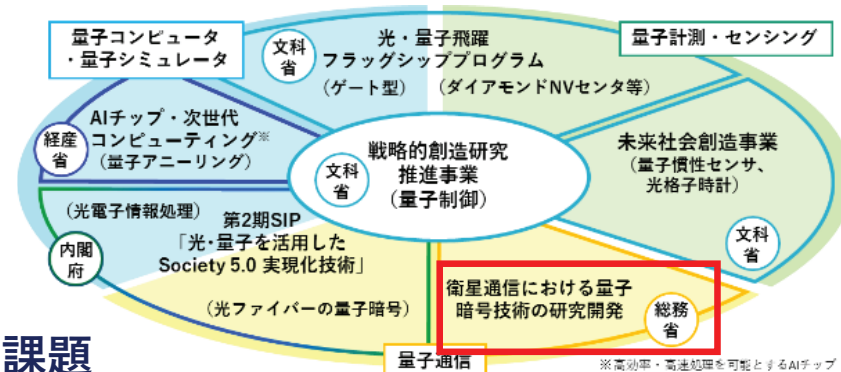 量子コンピュータ
・量子シミュレータ
文科
省
光・量子飛躍
フラッグシッププログラム
(ゲート型)
(ダイアモンドNVセンタ等)
量子計測・センシング
経産
省
AIチップ・次世代
コンピューティング※
(量子アニーリング)
文科
省
戦略的創造研究
推進事業
(量子制御)
未来社会創造事業
(量子慣性センサ、
光格子時計)
文科
省
(光電子情報処理)
内閣
府
第2期SIP
「光・量子を活用した
Society 5.0 実現化技術」
(光ファイバーの量子暗号)
衛星通信における量子
暗号技術の研究開発
総務
省
課題
量子通信
※高効率・高速処理を可能とするAIチップ